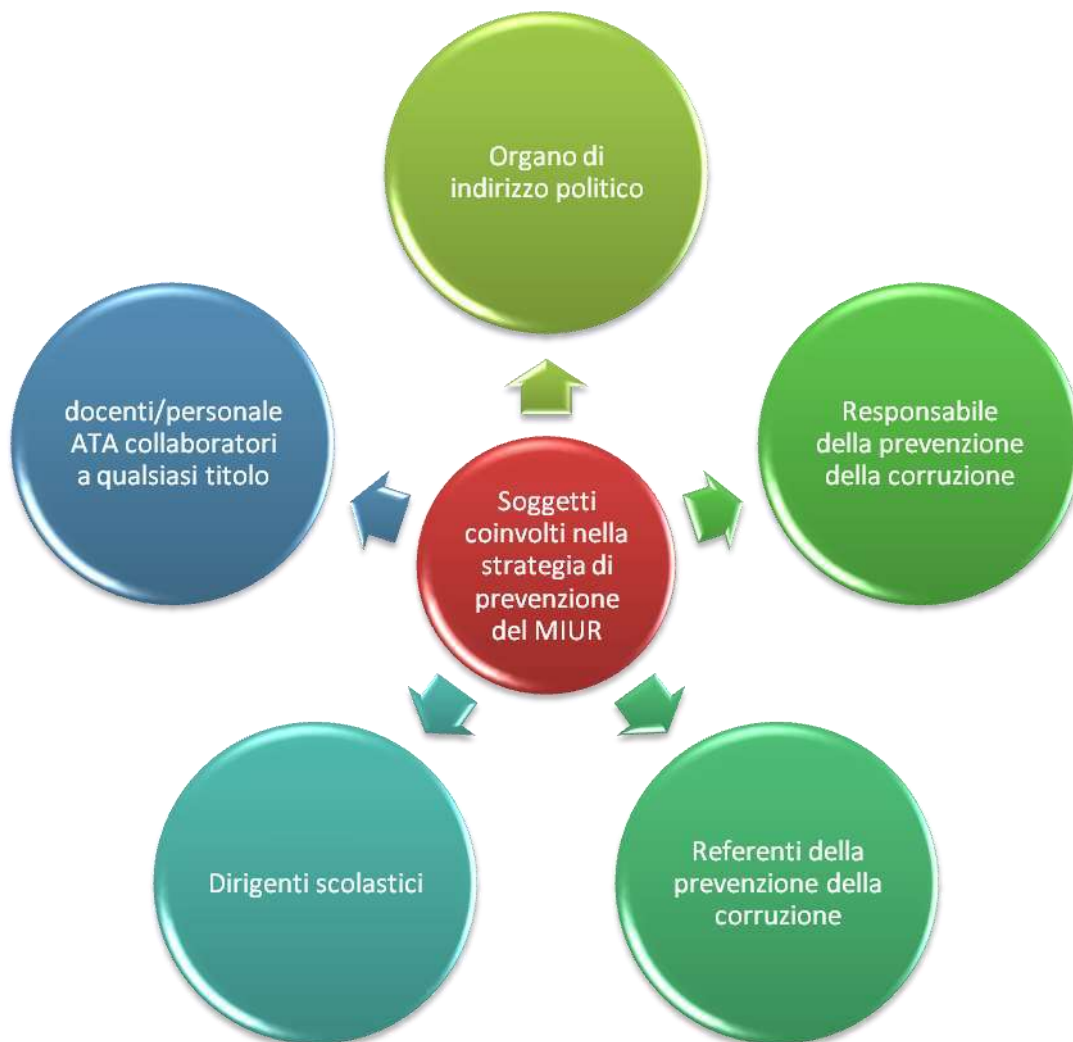 Organo di
indirizzo politico
docenti/personale
ATA collaboratori
a qualsiasi titolo
Responsabile
della prevenzione
della corruzione
Soggetti
coinvolti nella
strategia di
prevenzione
del MIUR
Dirigenti scolastici
Referenti della
prevenzione della
corruzione